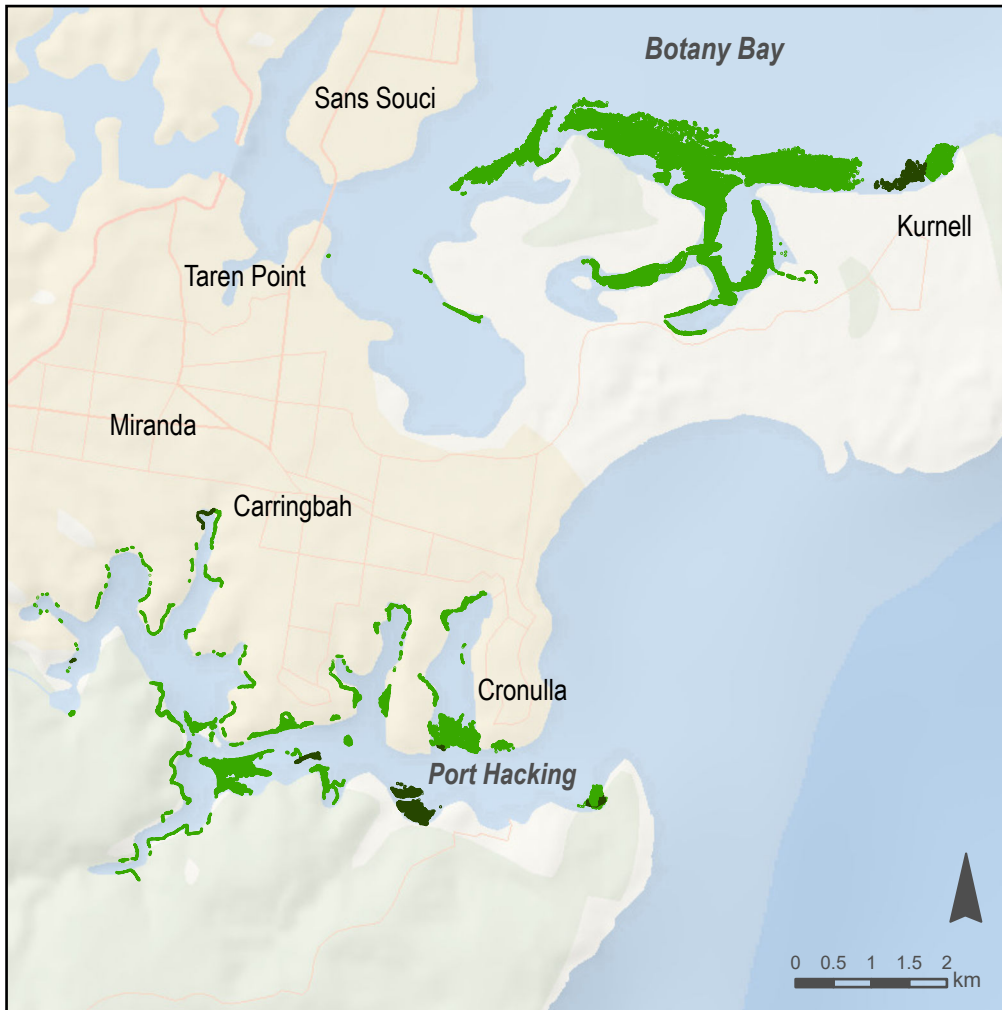 Botany Bay
Sans Souci
Kurnell
Taren Point
Miranda
Carringbah
Cronulla
Port Hacking
0 0.5 1 1.5 2
km